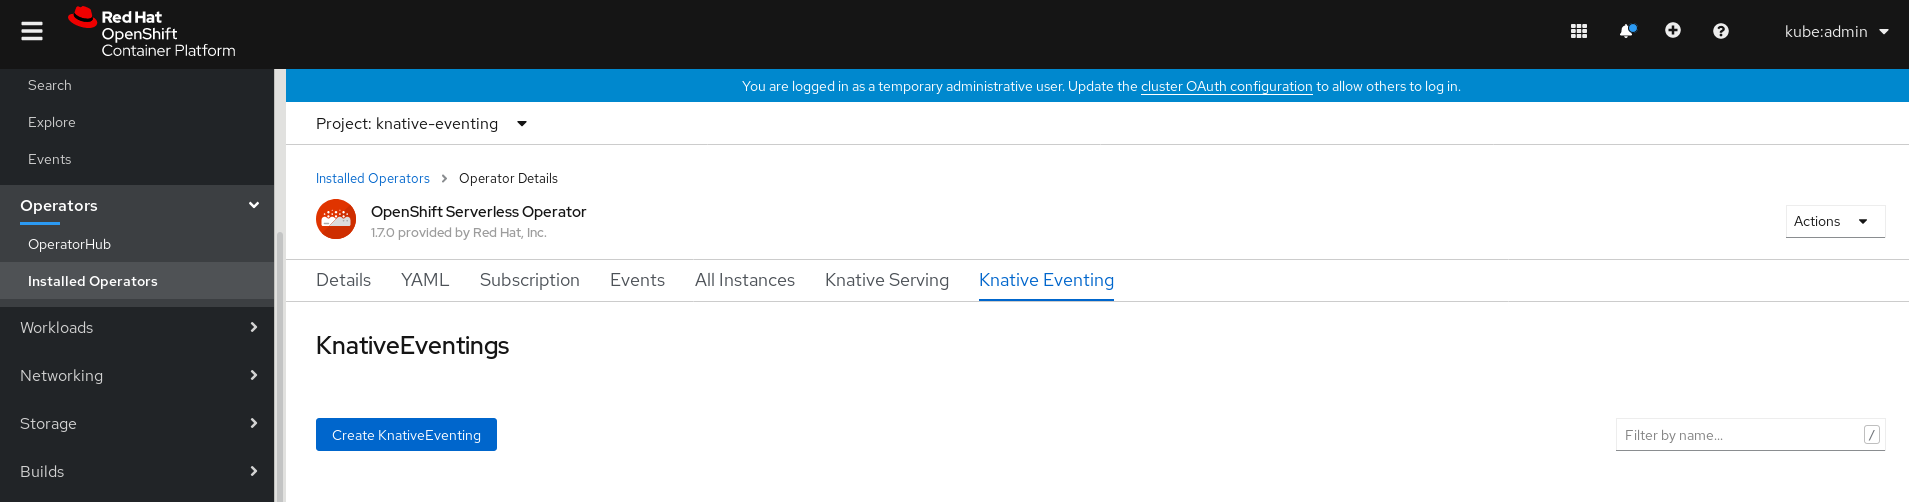 Red Hat
OpenShift
Container Platform
kube:admin
Search
Explore
Events
Operators
OperatorHub
Installed Operators
Workloads
Networking
Storage
Builds
You are logged in as a temporary administrative user. Update the cluster OAuth configuration to allow others to log in.
Project: knative-eventing
Installed Operators > Operator Details
OpenShift Serverless Operator
1.7.0 provided by Red Hat, Inc.
Actions
Details YAML Subscription Events All Instances Knative Serving Knative Eventing
KnativeEventings
Create KnativeEventing
Filter by name... /